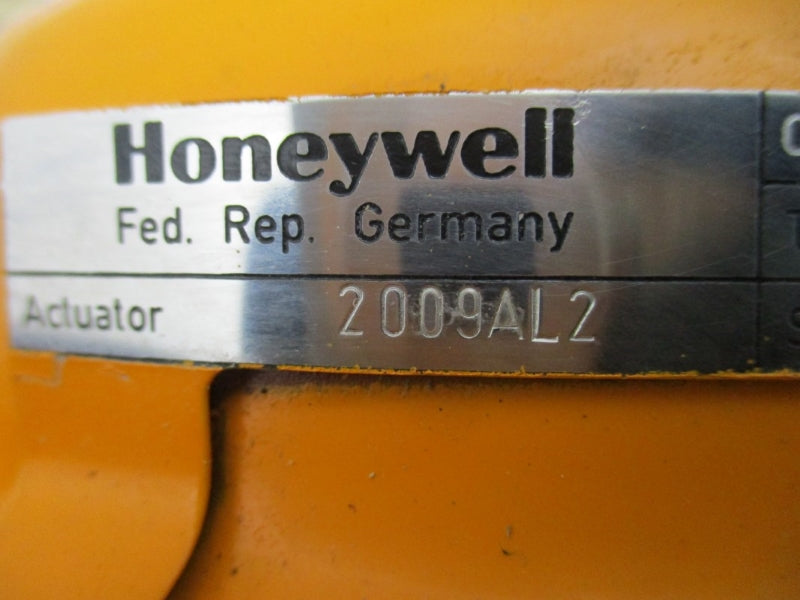 Honeywell
Fed. Rep. Germany
Actuator 2009AL2